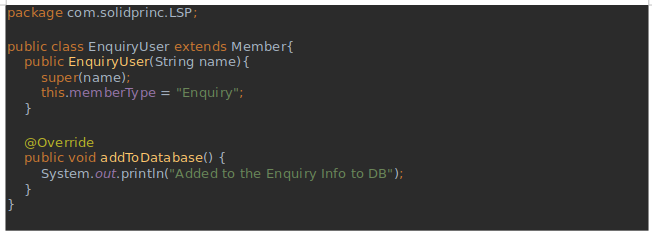 package com.solidprinc.LSP;
public class EnquiryUser extends Member{
public EnquiryUser(String name){
super(name);
this.memberType = "Enquiry";
}
@Override
public void addToDatabase() {
System.out.println("Added to the Enquiry Info to DB");
}
}